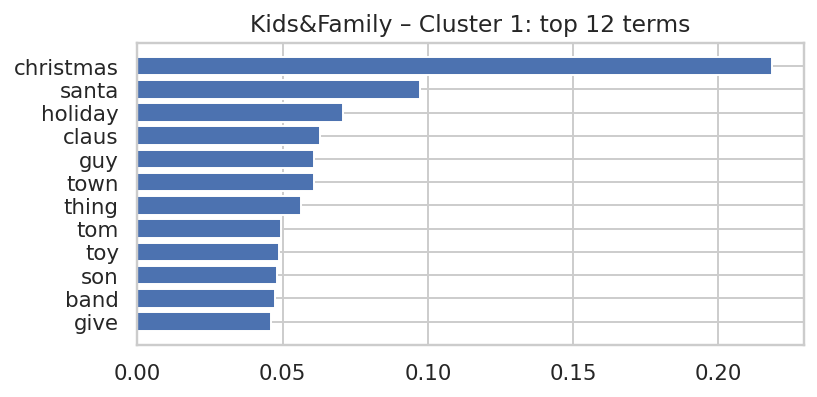 Kids&Family – Cluster 1: top 12 terms
christmas
santa
holiday
claus
guy
town
thing
tom
toy
son
band
give
0.00 0.05 0.10 0.15 0.20